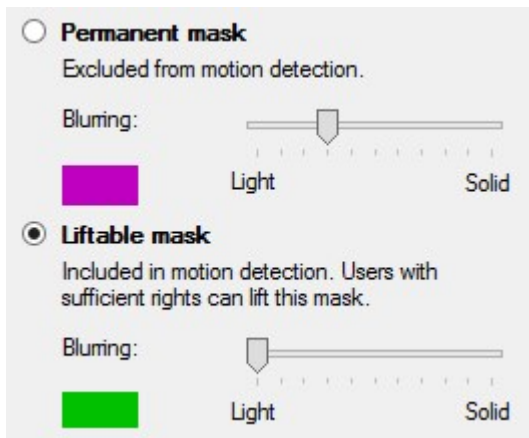 Permanent mask
Excluded from motion detection.
Blurring:
Light Solid
Liftable mask
Included in motion detection. Users with
sufficient rights can lift this mask.
Blurring:
Light Solid